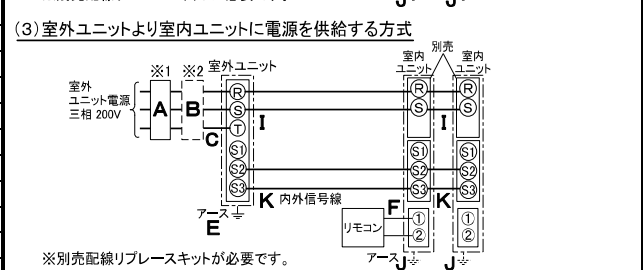 (3)室外ユニットより室内ユニットに電源を供給する方式
別売
※1 ※2 室外ユニット
室内
ユニット
室内
ユニット
室外
ユニット電源
三相 200V
A B
R
S
T
S1
S2
S3
C
I
R
S
S1
S2
S3
I
R
S
S1
S2
S3
K 内外信号線
K
F
リモコン
①
②
①
②
アース
E
アース J J
※別売配線リプレースキットが必要です。